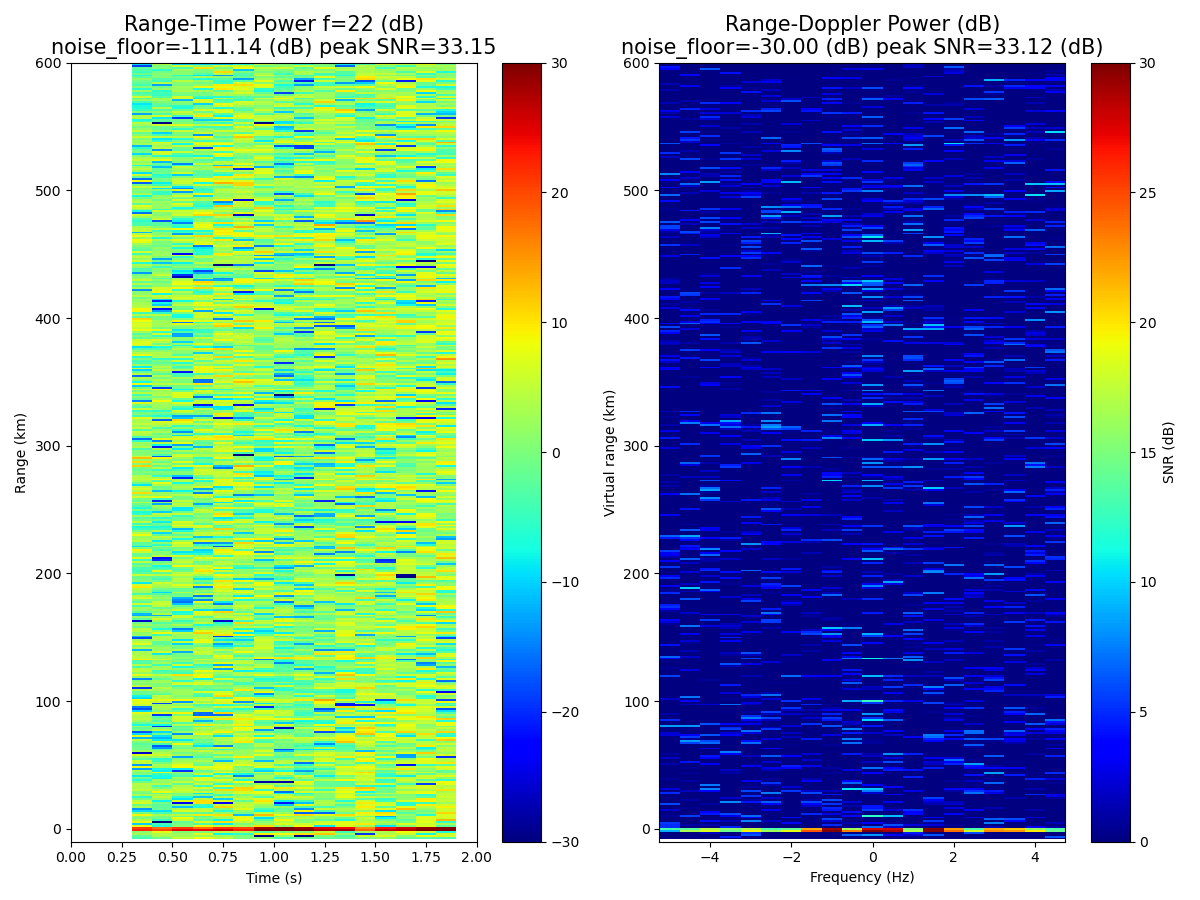 Range-Time Power f=22 (dB)
noise_floor=-111.14 (dB) peak SNR=33.15
Range-Doppler Power (dB)
noise_floor=-30.00 (dB) peak SNR=33.12 (dB)
600
500
400
300
200
100
0
Range (km)
0.00 0.25 0.50 0.75 1.00 1.25 1.50 1.75 2.00
Time (s)
30
20
10
0
−10
−20
−30
600
500
400
300
200
100
0
Virtual range (km)
−4 −2 0 2 4
Frequency (Hz)
30
25
20
15
10
5
0
SNR (dB)